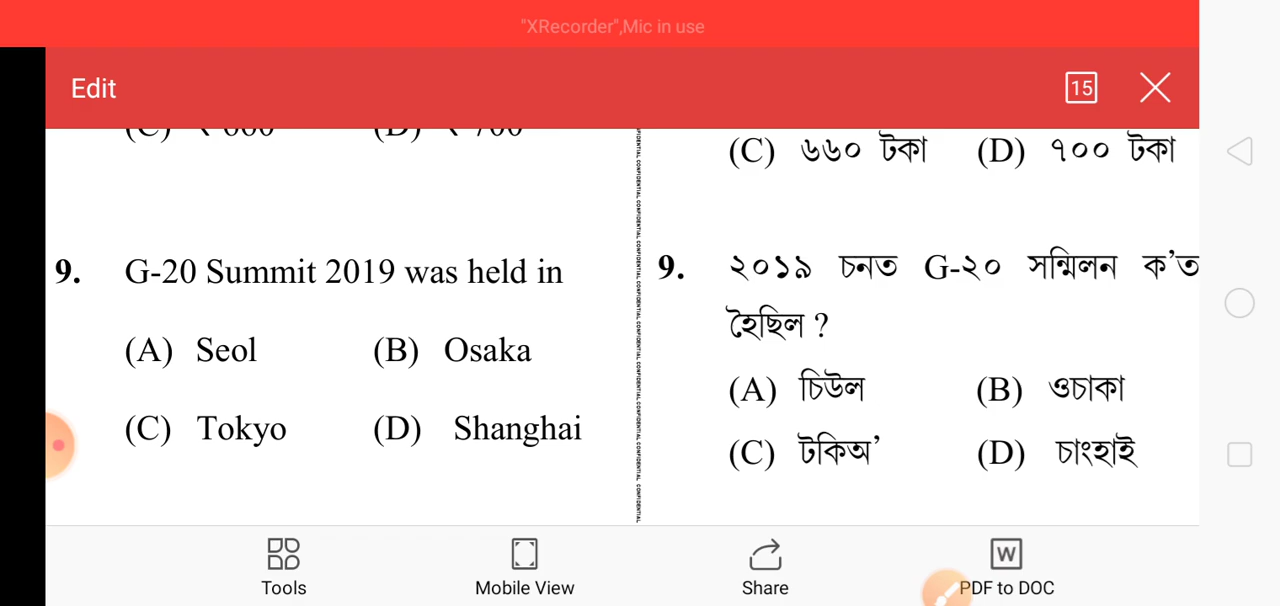 "XRecorder",Mic in use
Edit
15
(C) ৬৬০ টকা (D) ৭০০ টকা
9. G-20 Summit 2019 was held in
(A) Seol (B) Osaka
(C) Tokyo (D) Shanghai
9. ২০১৯ চনত G-২০ সন্মিলন ক’ত
হৈছিল ?
(A) চিউল (B) ওচাকা
(C) টকিঅ’ (D) চাংহাই
Tools Mobile View Share PDF to DOC
W